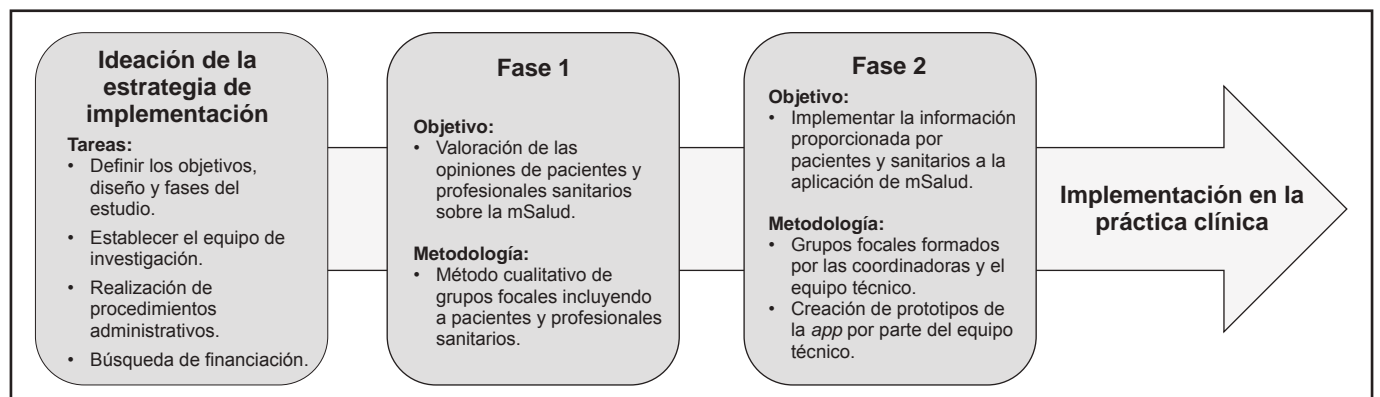 Ideación de la
estrategia de
implementación
Tareas:
• Definir los objetivos,
diseño y fases del
estudio.
• Establecer el equipo de
investigación.
• Realización de
procedimientos
administrativos.
• Búsqueda de financiación.
Fase 1
Objetivo:
• Valoración de las
opiniones de pacientes y
profesionales sanitarios
sobre la mSalud.
Metodología:
• Método cualitativo de
grupos focales incluyendo
a pacientes y profesionales
sanitarios.
Fase 2
Objetivo:
• Implementar la información
proporcionada por
pacientes y sanitarios a la
aplicación de mSalud.
Metodología:
• Grupos focales formados
por las coordinadoras y el
equipo técnico.
• Creación de prototipos de
la app por parte del equipo
técnico.
Implementación en la
práctica clínica